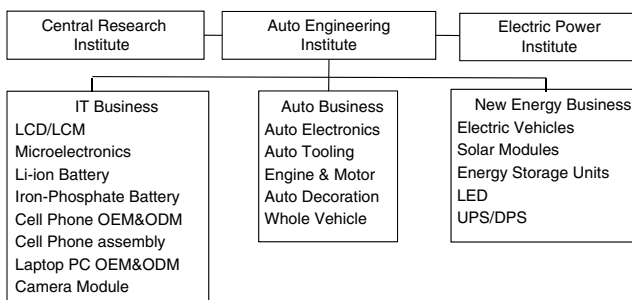 Central Research
Institute
Auto Engineering
Institute
Electric Power
Institute
IT Business
LCD/LCM
Microelectronics
Li-ion Battery
Iron-Phosphate Battery
Cell Phone OEM&ODM
Cell Phone assembly
Laptop PC OEM&ODM
Camera Module
Auto Business
Auto Electronics
Auto Tooling
Engine & Motor
Auto Decoration
Whole Vehicle
New Energy Business
Electric Vehicles
Solar Modules
Energy Storage Units
LED
UPS/DPS